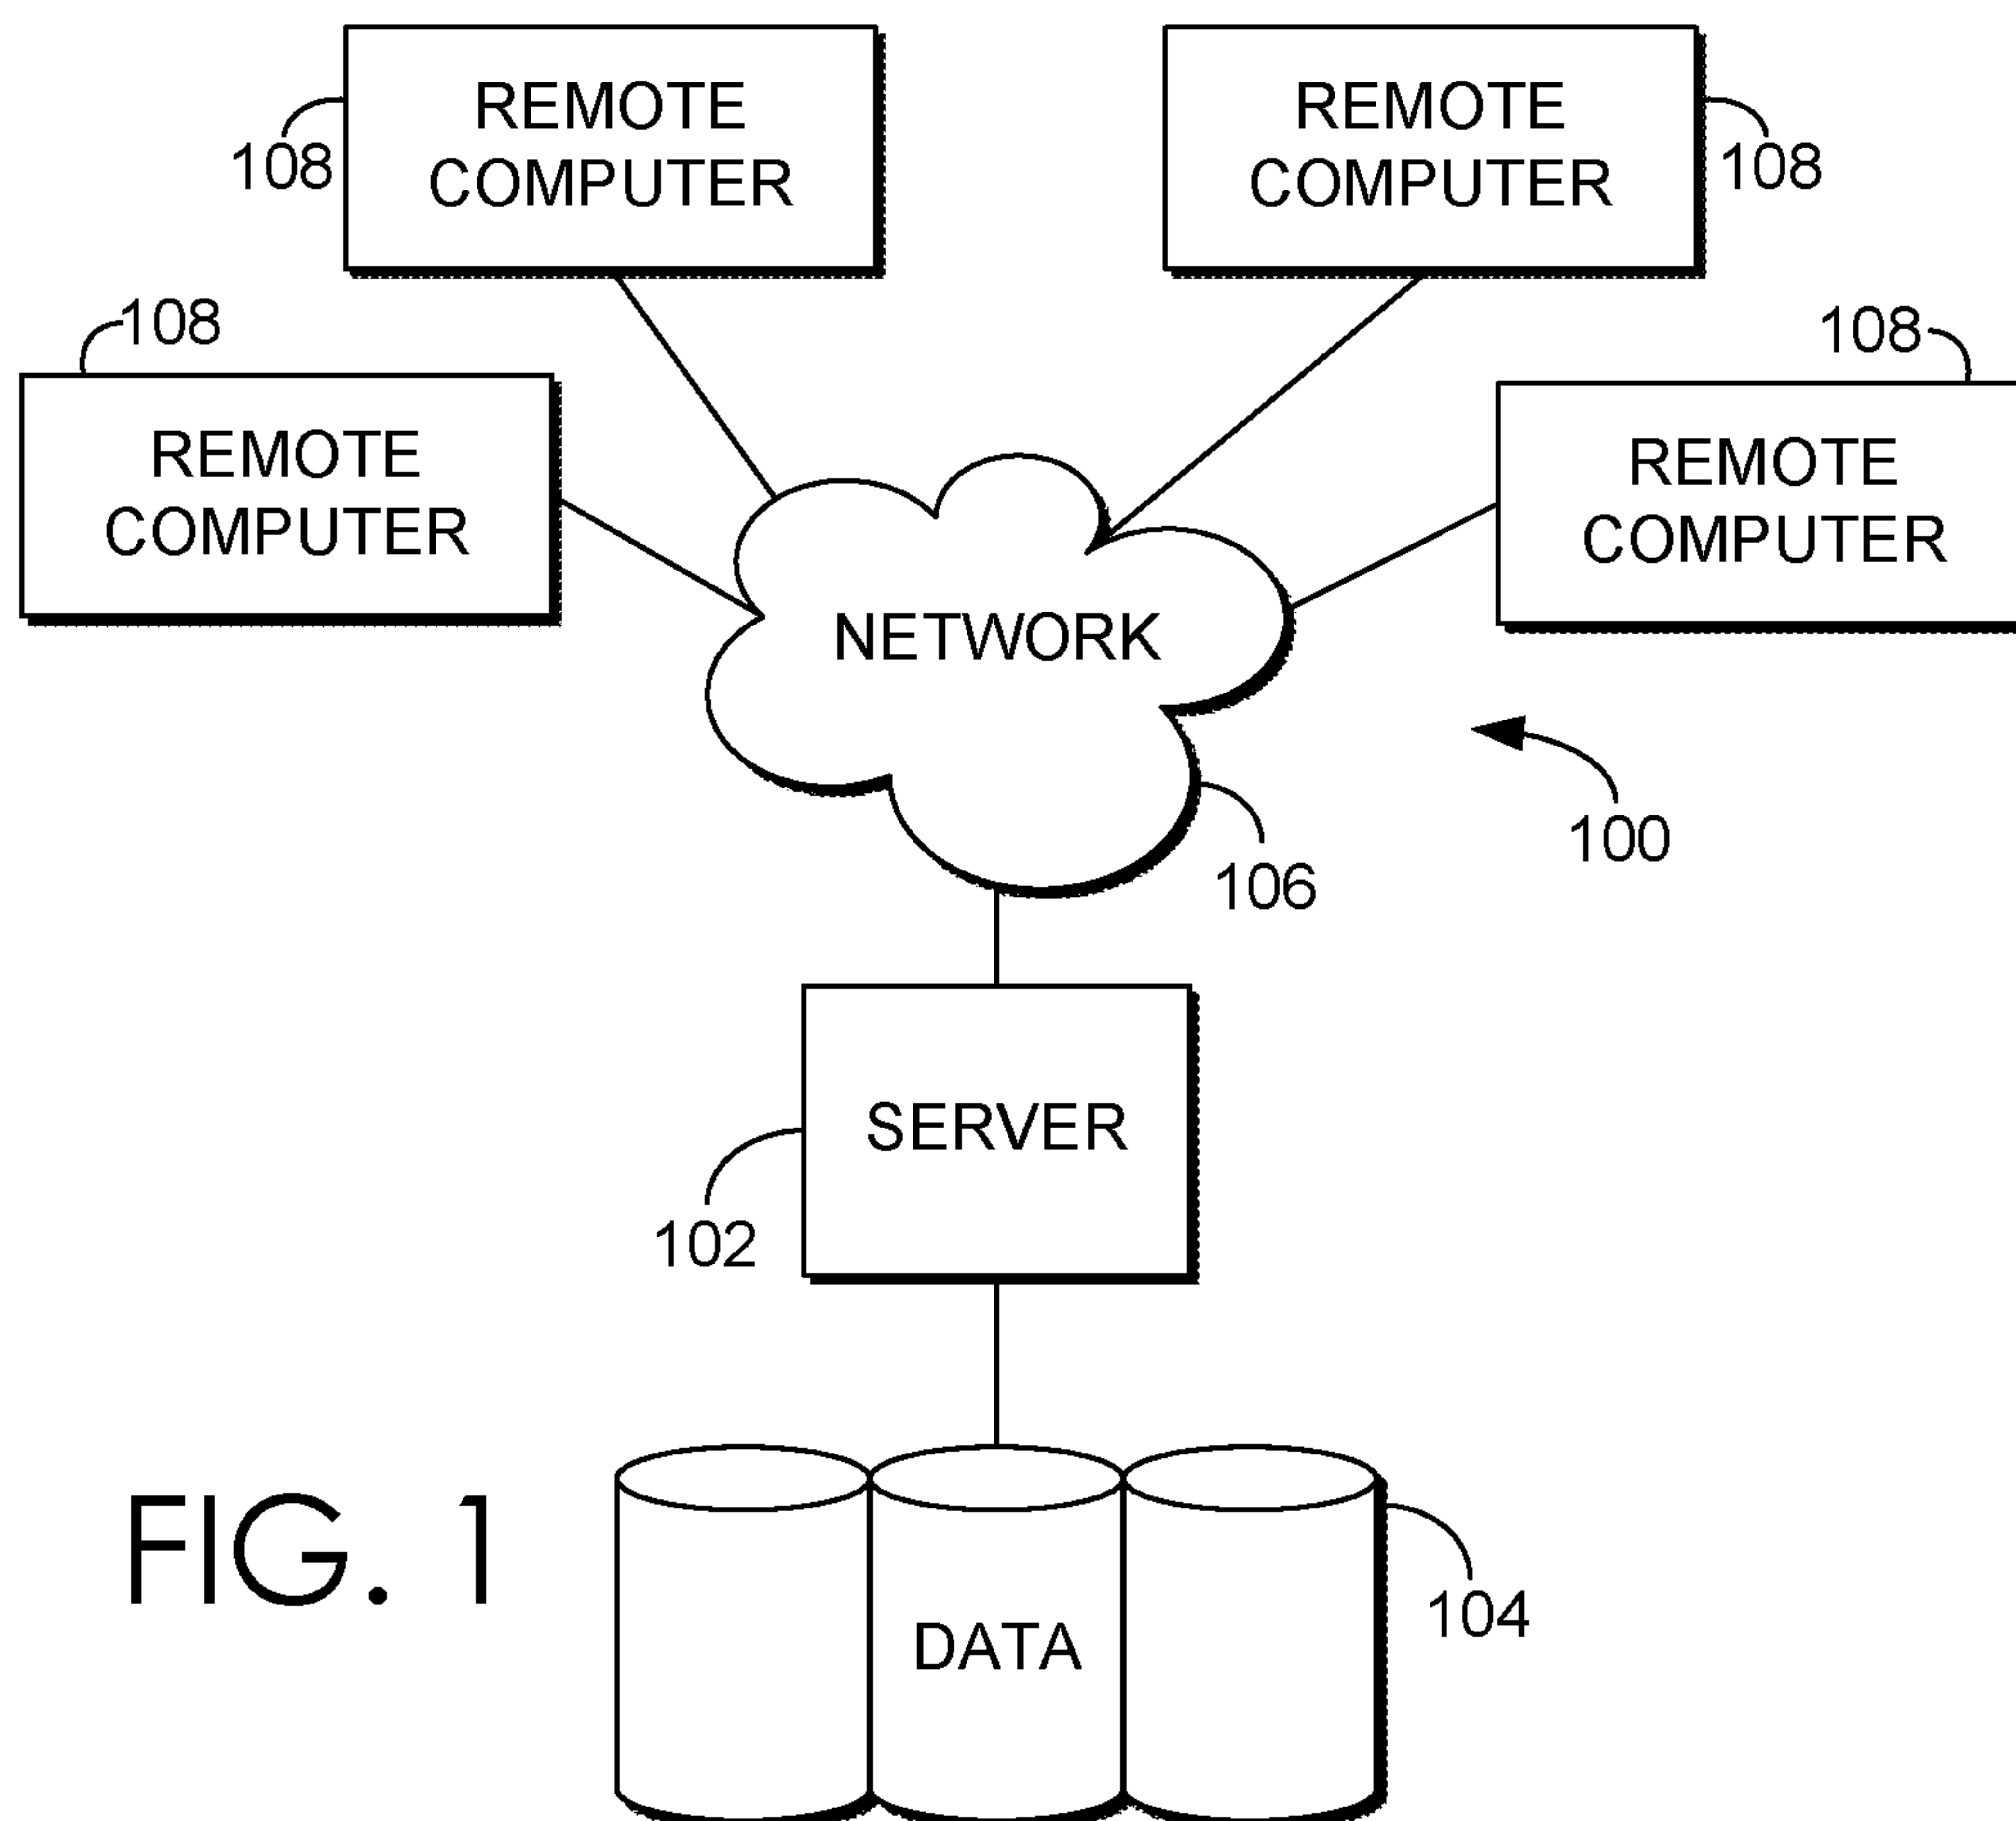 REMOTE
COMPUTER
108
REMOTE
COMPUTER
108
108
REMOTE
COMPUTER
108
REMOTE
COMPUTER
NETWORK
100
106
SERVER
102
FIG. 1
DATA
104